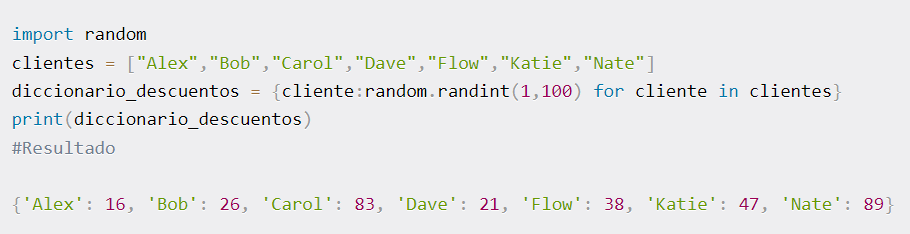 import random
clientes = ["Alex","Bob","Carol","Dave","Flow","Katie","Nate"]
diccionario_descuentos = {cliente:random.randint(1,100) for cliente in clientes}
print(diccionario_descuentos)
#Resultado
{'Alex': 16, 'Bob': 26, 'Carol': 83, 'Dave': 21, 'Flow': 38, 'Katie': 47, 'Nate': 89}